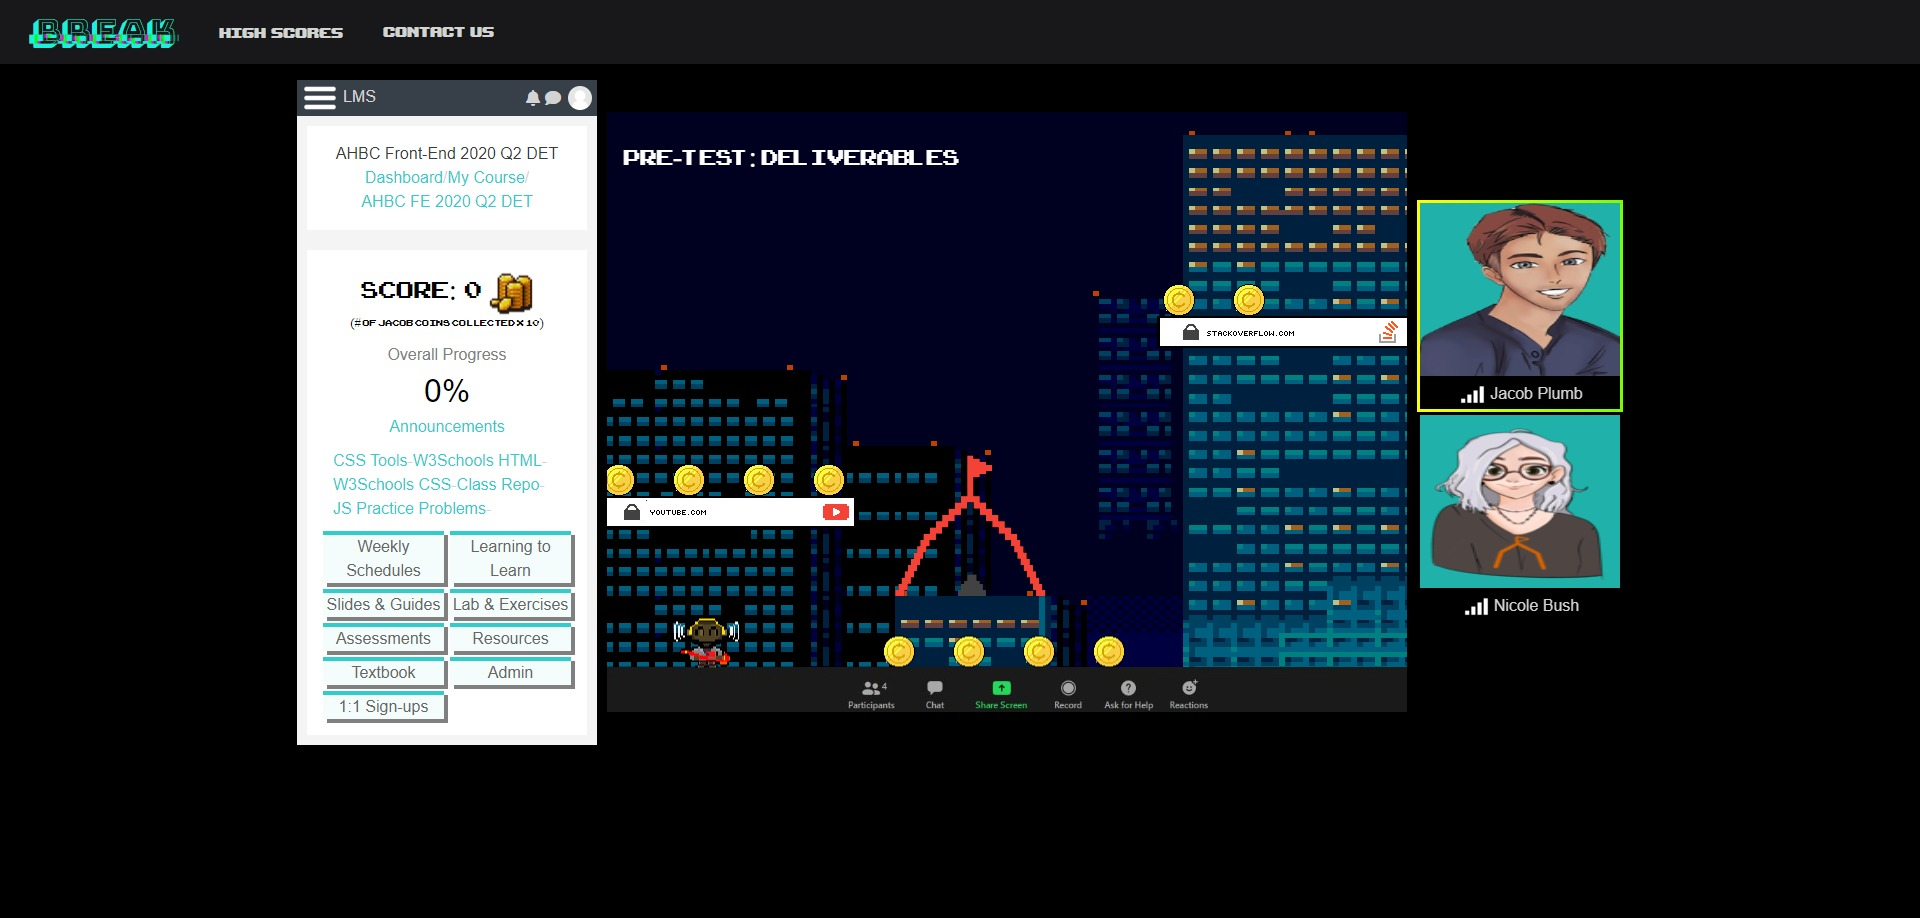 BREAK
HIGH SCORES
CONTACT US
LMS
AHBC Front-End 2020 Q2 DET
Dashboard/My Course/
AHBC FE 2020 Q2 DET
SCORE: 0
(# OF JACOB COINS COLLECTED X 10)
Overall Progress
0%
Announcements
CSS Tools-W3Schools HTML-
W3Schools CSS-Class Repo-
JS Practice Problems-
Weekly Schedules
Learning to Learn
Slides & Guides
Lab & Exercises
Assessments
Resources
Textbook
Admin
1:1 Sign-ups
PRE-TEST:DELIVERABLES
STACKOVERFLOW.COM
YOUTUBE.COM
4
Participants
Chat
Share Screen
Record
Ask for Help
Reactions
Jacob Plumb
Nicole Bush